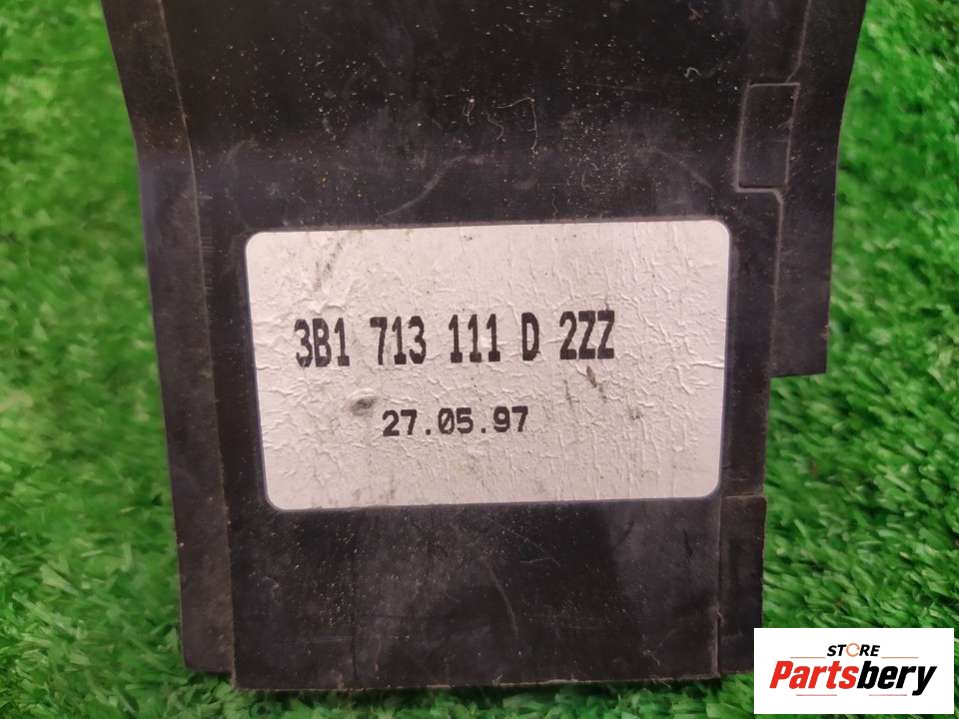 3B1 713 111 D 2ZZ
27.05.97
STORE
Partsbery